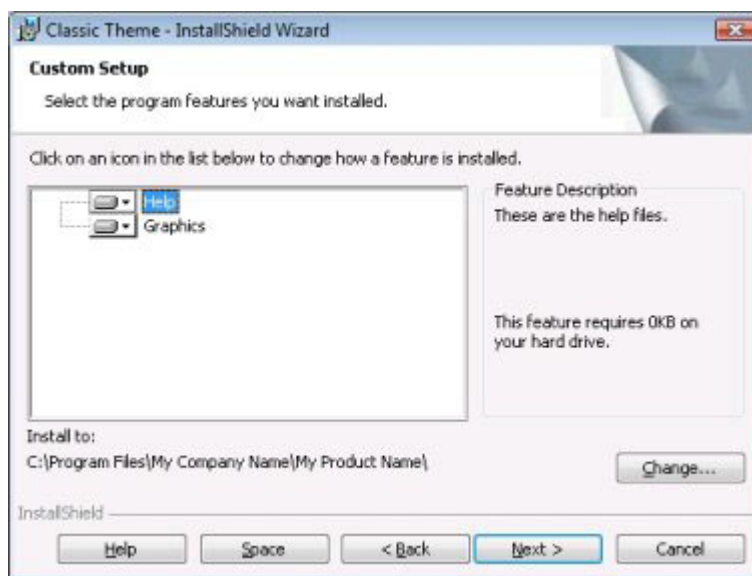 Classic Theme - InstallShield Wizard
Custom Setup
Select the program features you want installed.
Click on an icon in the list below to change how a feature is installed.
Help
Graphics
Feature Description
These are the help files.
This feature requires 0KB on
your hard drive.
Install to:
C:\Program Files\My Company Name\My Product Name\
Change...
InstallShield
Help
Space
< Back
Next >
Cancel